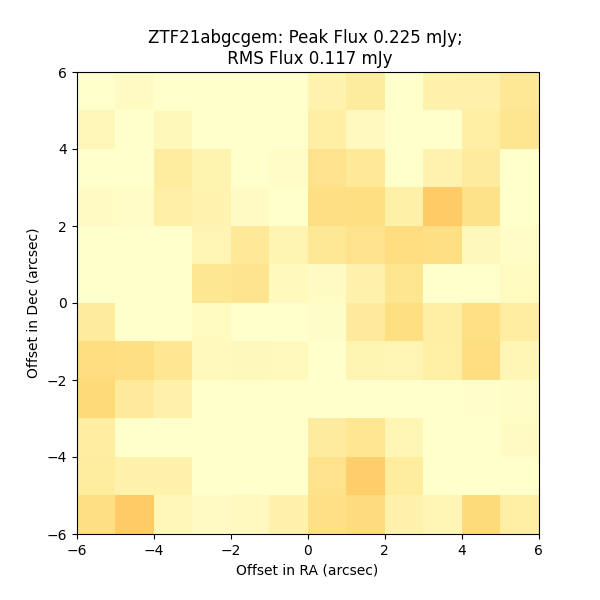 ZTF21abgcgem: Peak Flux 0.225 mJy;
RMS Flux 0.117 mJy
6
4
2
0
−2
−4
−6
Offset in Dec (arcsec)
−6 −4 −2 0 2 4 6
Offset in RA (arcsec)